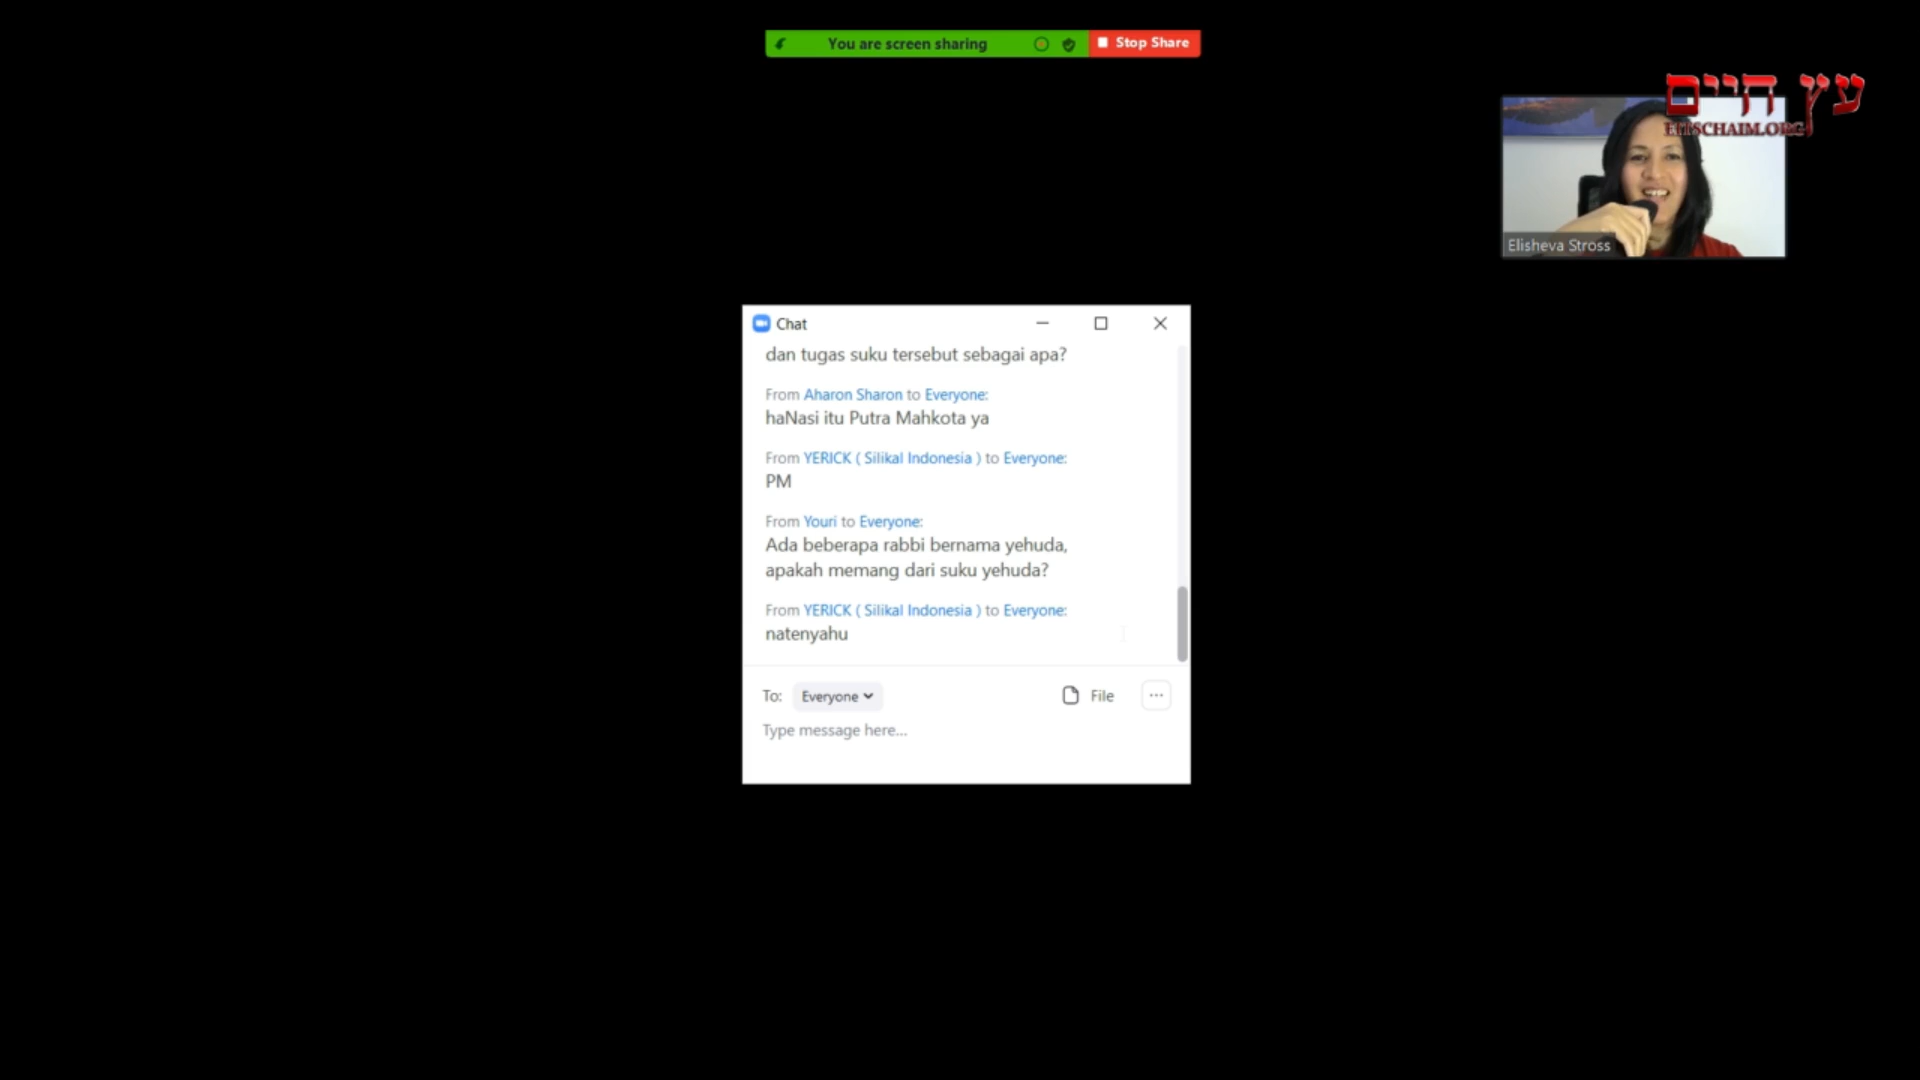 You are screen sharing
Stop Share
עץ חיים
EITSCHAIM.ORG
Elisheva Stross
Chat
dan tugas suku tersebut sebagai apa?
From Aharon Sharon to Everyone:
haNasi itu Putra Mahkota ya
From YERICK ( Silikal Indonesia ) to Everyone:
PM
From Youri to Everyone:
Ada beberapa rabbi bernama yehuda,
apakah memang dari suku yehuda?
From YERICK ( Silikal Indonesia ) to Everyone:
natenyahu
To: Everyone
File
Type message here...